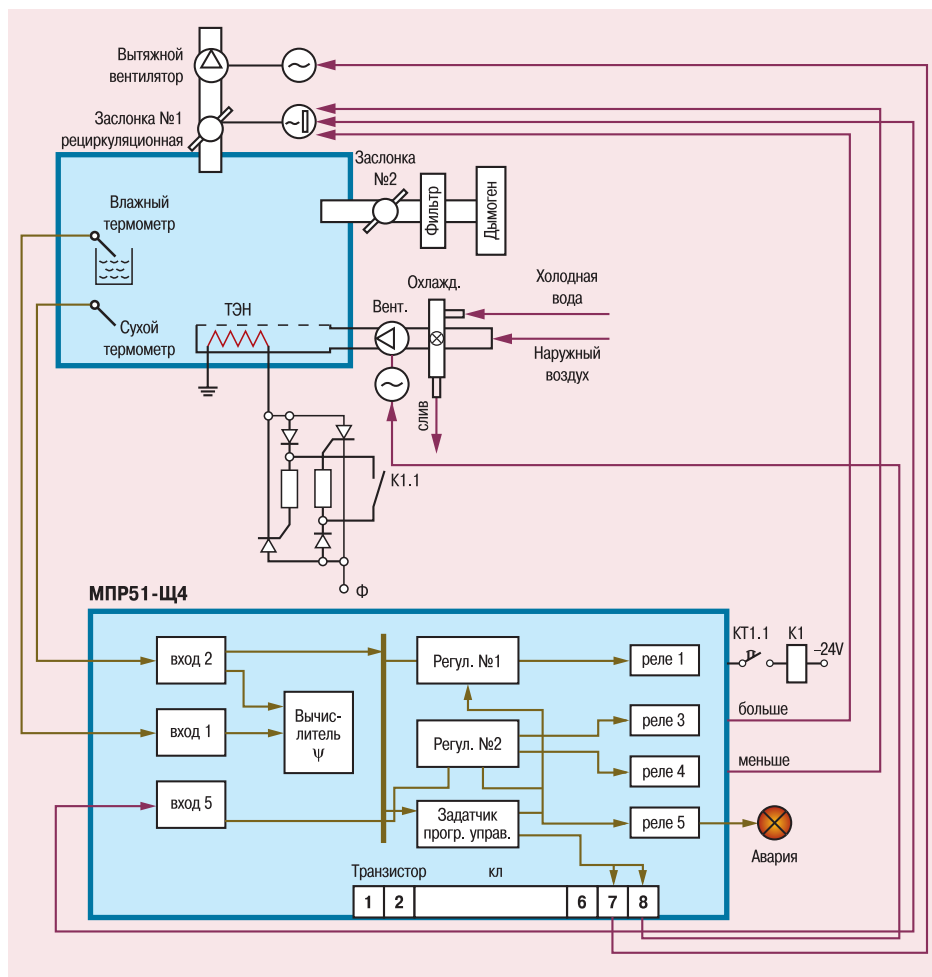 Вытяжной
вентилятор
Заслонка №1
рециркуляционная
Заслонка
№2
Фильтр
Дымоген
Влажный
термометр
Сухой
термометр
ТЭН
Вент.
Охлажд.
Холодная
вода
Наружный
воздух
слив
К1.1
Ф
МПР51-Щ4
вход 2
вход 1
вход 5
Вычис-
литель
ψ
Регул. №1
Регул. №2
Задатчик
прогр. управ.
реле 1
реле 3
реле 4
реле 5
КТ1.1
К1
–24V
больше
меньше
Авария
Транзистор
кл
1
2
6
7
8